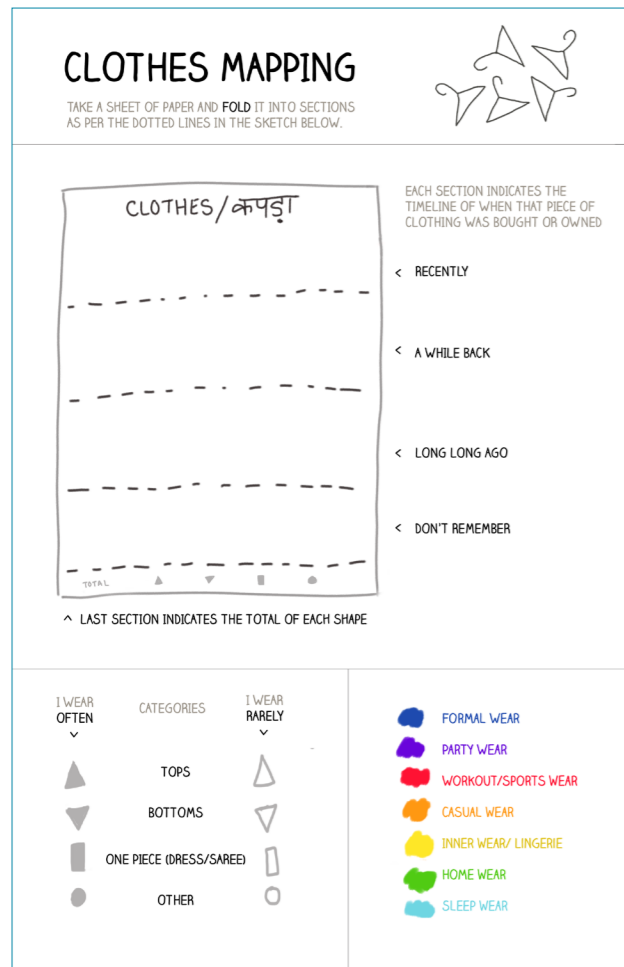 CLOTHES MAPPING
TAKE A SHEET OF PAPER AND FOLD IT INTO SECTIONS
AS PER THE DOTTED LINES IN THE SKETCH BELOW.
CLOTHES/कपड़ा
EACH SECTION INDICATES THE
TIMELINE OF WHEN THAT PIECE OF
CLOTHING WAS BOUGHT OR OWNED
< RECENTLY
< A WHILE BACK
< LONG LONG AGO
< DON'T REMEMBER
TOTAL
^ LAST SECTION INDICATES THE TOTAL OF EACH SHAPE
I WEAR
OFTEN
CATEGORIES
I WEAR
RARELY
TOPS
BOTTOMS
ONE PIECE (DRESS/SAREE)
OTHER
FORMAL WEAR
PARTY WEAR
WORKOUT/SPORTS WEAR
CASUAL WEAR
INNER WEAR/ LINGERIE
HOME WEAR
SLEEP WEAR